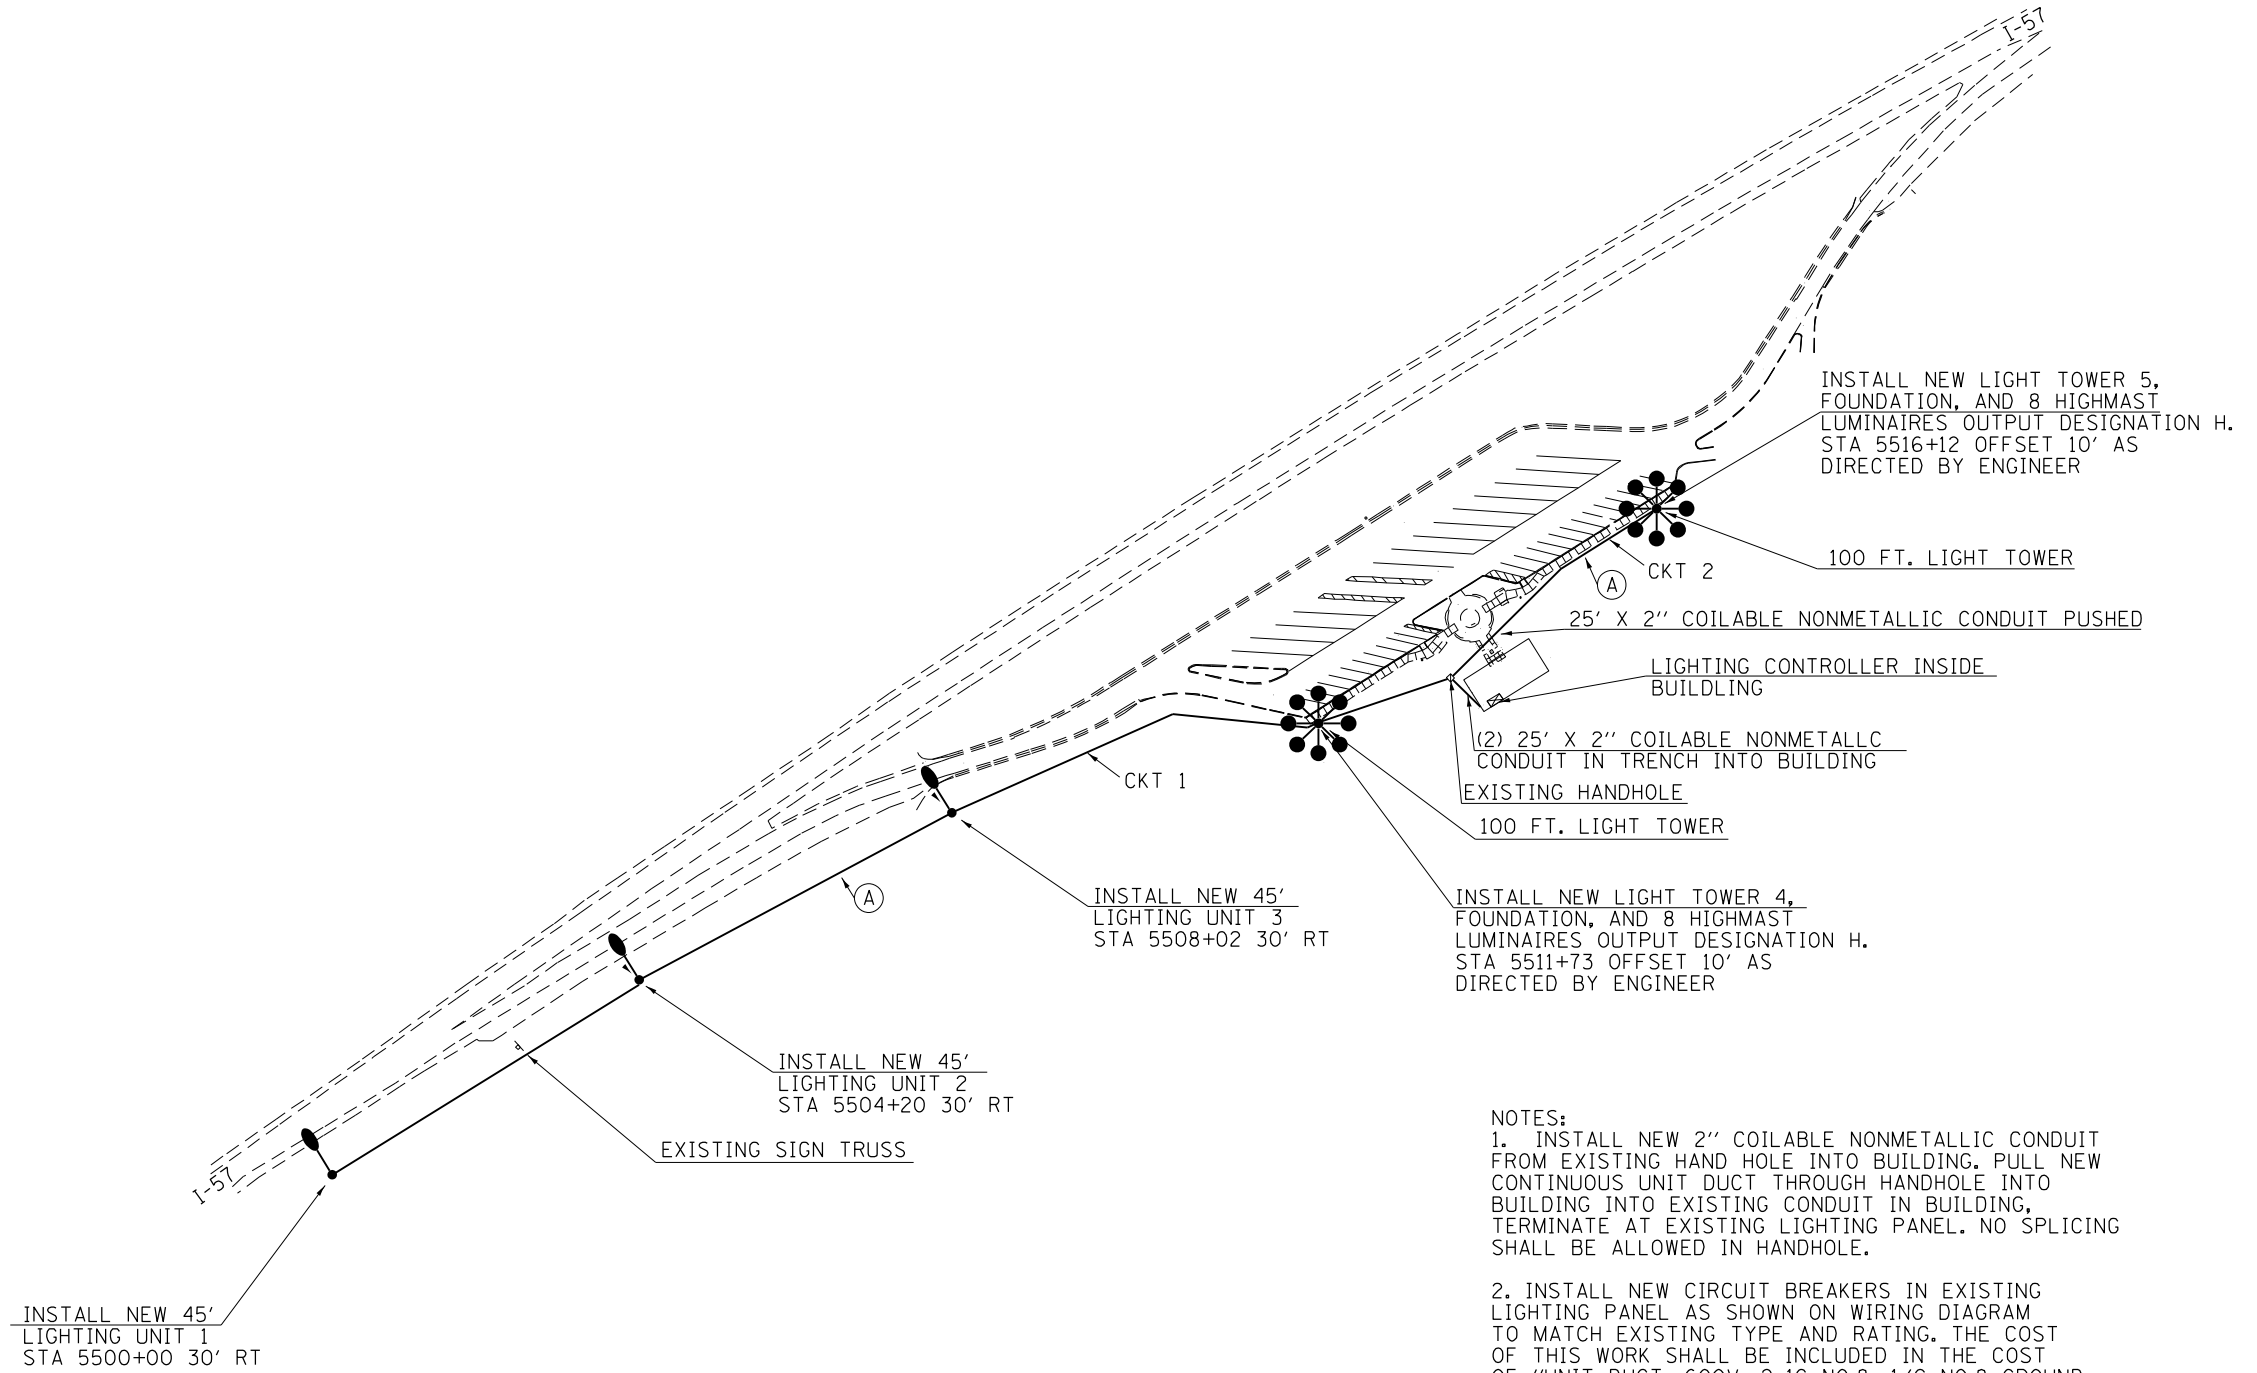 I-57
INSTALL NEW LIGHT TOWER 5,
FOUNDATION, AND 8 HIGHMAST
LUMINAIRES OUTPUT DESIGNATION H.
STA 5516+12 OFFSET 10' AS
DIRECTED BY ENGINEER
100 FT. LIGHT TOWER
CKT 2
A
25' X 2'' COILABLE NONMETALLIC CONDUIT PUSHED
LIGHTING CONTROLLER INSIDE
BUILDLING
(2) 25' X 2'' COILABLE NONMETALLC
CONDUIT IN TRENCH INTO BUILDING
CKT 1
EXISTING HANDHOLE
100 FT. LIGHT TOWER
A
INSTALL NEW 45'
LIGHTING UNIT 3
STA 5508+02 30' RT
INSTALL NEW LIGHT TOWER 4,
FOUNDATION, AND 8 HIGHMAST
LUMINAIRES OUTPUT DESIGNATION H.
STA 5511+73 OFFSET 10' AS
DIRECTED BY ENGINEER
INSTALL NEW 45'
LIGHTING UNIT 2
STA 5504+20 30' RT
EXISTING SIGN TRUSS
I-57
INSTALL NEW 45'
LIGHTING UNIT 1
STA 5500+00 30' RT
NOTES:
1. INSTALL NEW 2'' COILABLE NONMETALLIC CONDUIT
FROM EXISTING HAND HOLE INTO BUILDING. PULL NEW
CONTINUOUS UNIT DUCT THROUGH HANDHOLE INTO
BUILDING INTO EXISTING CONDUIT IN BUILDING,
TERMINATE AT EXISTING LIGHTING PANEL. NO SPLICING
SHALL BE ALLOWED IN HANDHOLE.
2. INSTALL NEW CIRCUIT BREAKERS IN EXISTING
LIGHTING PANEL AS SHOWN ON WIRING DIAGRAM
TO MATCH EXISTING TYPE AND RATING. THE COST
OF THIS WORK SHALL BE INCLUDED IN THE COST